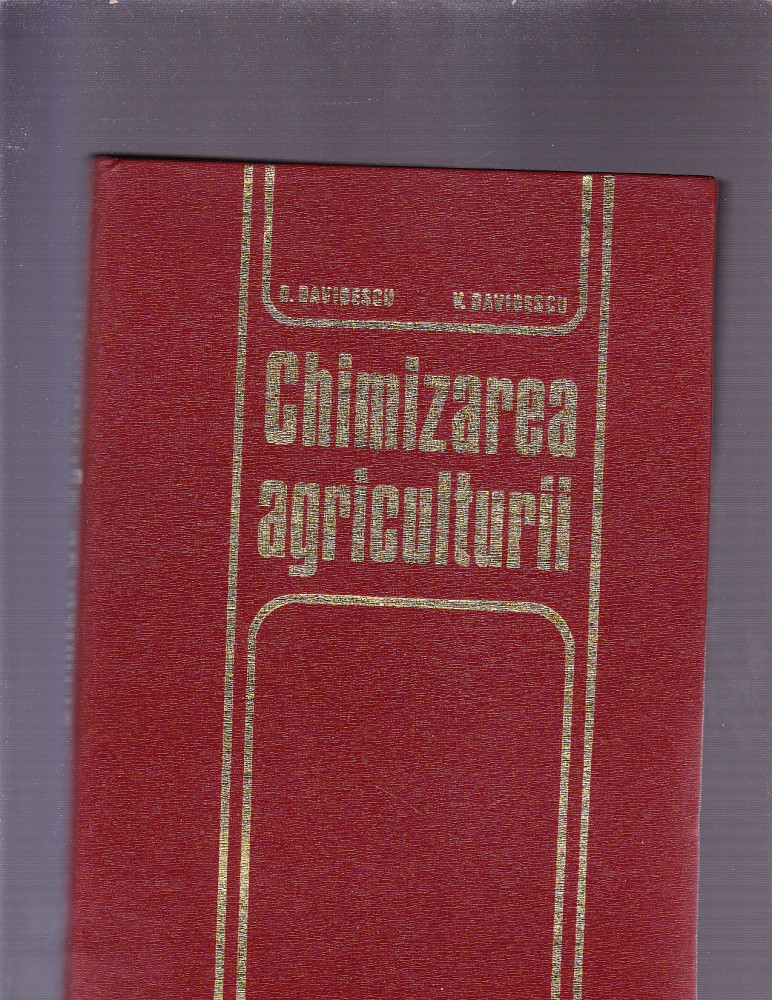 D. DAVIDESCU V. DAVIDESCU
Chimizarea
agriculturii